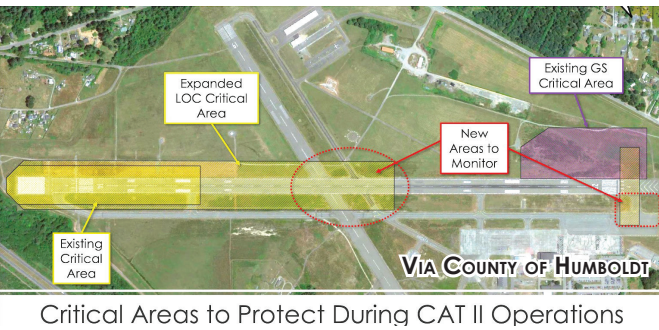 Existing GS
Critical Area
Expanded
LOC Critical
Area
New
Areas to
Monitor
Existing
Critical
Area
VIA COUNTY OF HUMBOLDT
Critical Areas to Protect During CAT II Operations